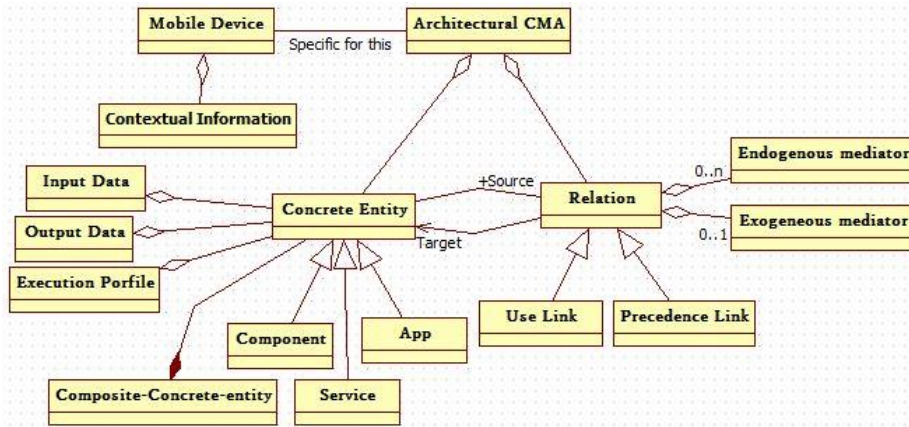 Mobile Device
Architectural CMA
Specific for this
Contextual Information
Endogenous mediator
0..n
Input Data
+Source
Concrete Entity
Relation
Exogeneous mediator
Output Data
Target
0..1
Execution Porfile
Use Link
Precedence Link
Component
App
Composite-Concrete-entity
Service